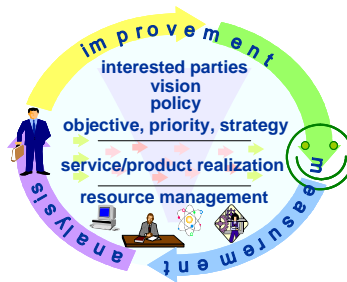 improvement
interested parties
vision
policy
objective, priority, strategy
service/product realization
resource management
measurement
analysis